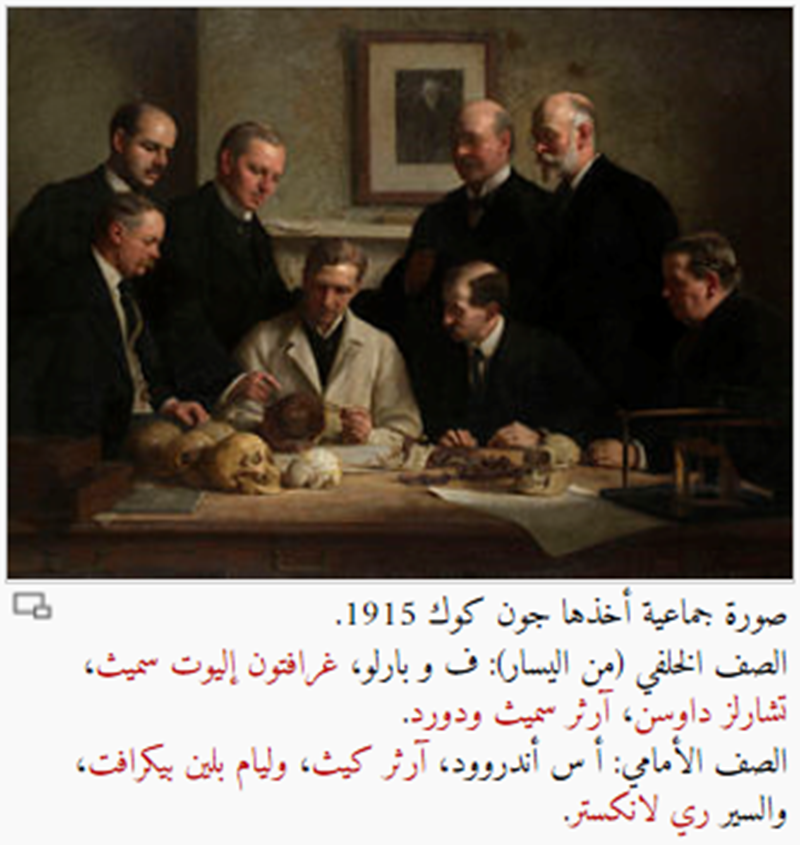 صورة جماعية أخذها جون كوك 1915.
الصف الخلفي (من اليسار): ف و بارلو، غرافتون إليوت سميث،
تشارلز داوسن، آرثر سميث ودورد.
الصف الأمامي: أ س أندروود، آرثر كيث، وليام بلين بيكرافت،
والسير ري لانكستر.